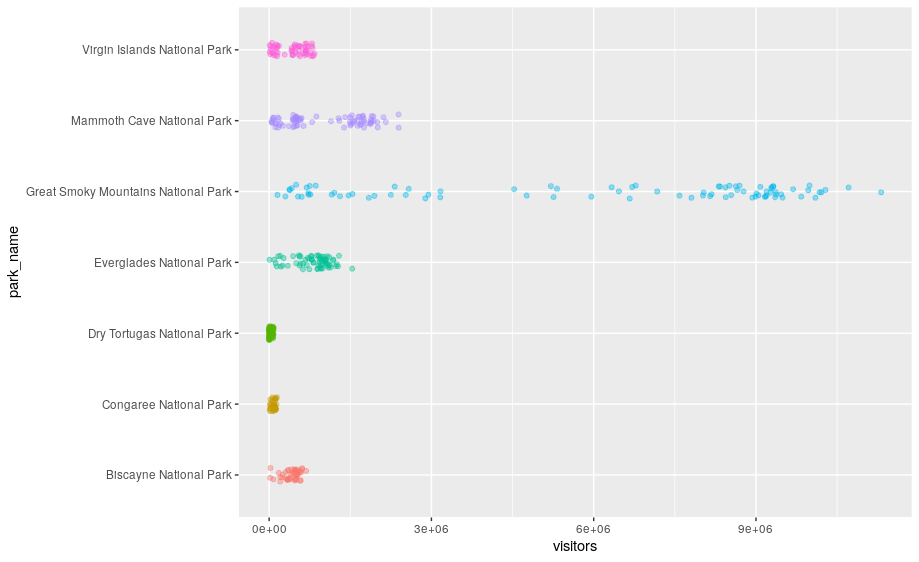 park_name
Virgin Islands National Park
Mammoth Cave National Park
Great Smoky Mountains National Park
Everglades National Park
Dry Tortugas National Park
Congaree National Park
Biscayne National Park
0e+00 3e+06 6e+06 9e+06
visitors